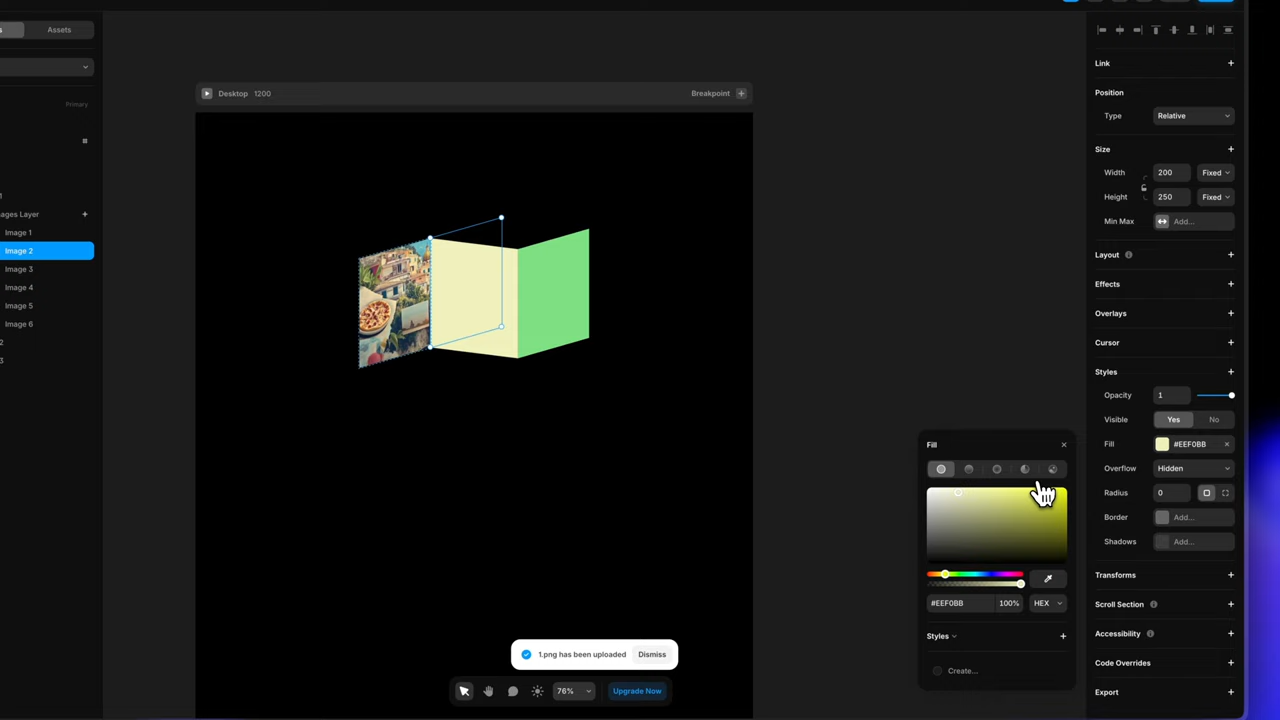 Assets
Primary
ages Layer
Image 1
Image 2
Image 3
Image 4
Image 5
Image 6
Desktop 1200
Breakpoint
1.png has been uploaded Dismiss
76%
Upgrade Now
Fill
#EEF0BB 100% HEX
Styles
Create...
Link
Position
Type Relative
Size
Width 200 Fixed
Height 250 Fixed
Min Max Add...
Layout
Effects
Overlays
Cursor
Styles
Opacity 1
Visible Yes No
Fill #EEF0BB
Overflow Hidden
Radius 0
Border Add...
Shadows Add...
Transforms
Scroll Section
Accessibility
Code Overrides
Export